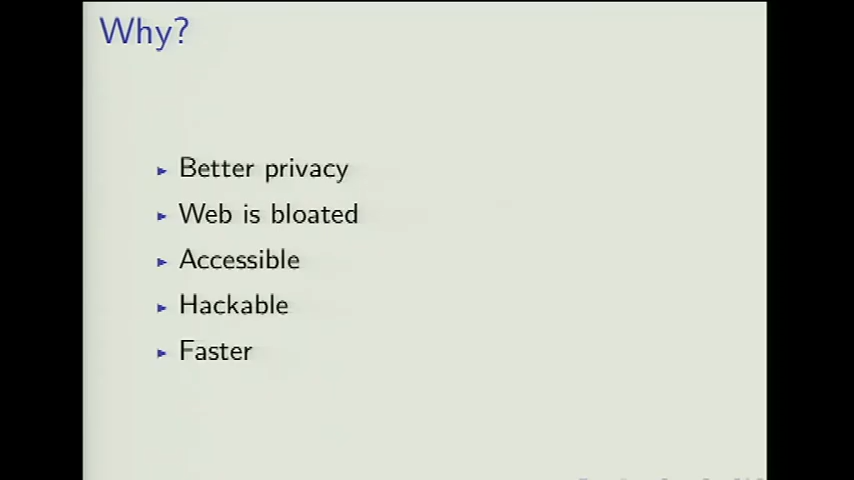 Why?
Better privacy
Web is bloated
Accessible
Hackable
Faster